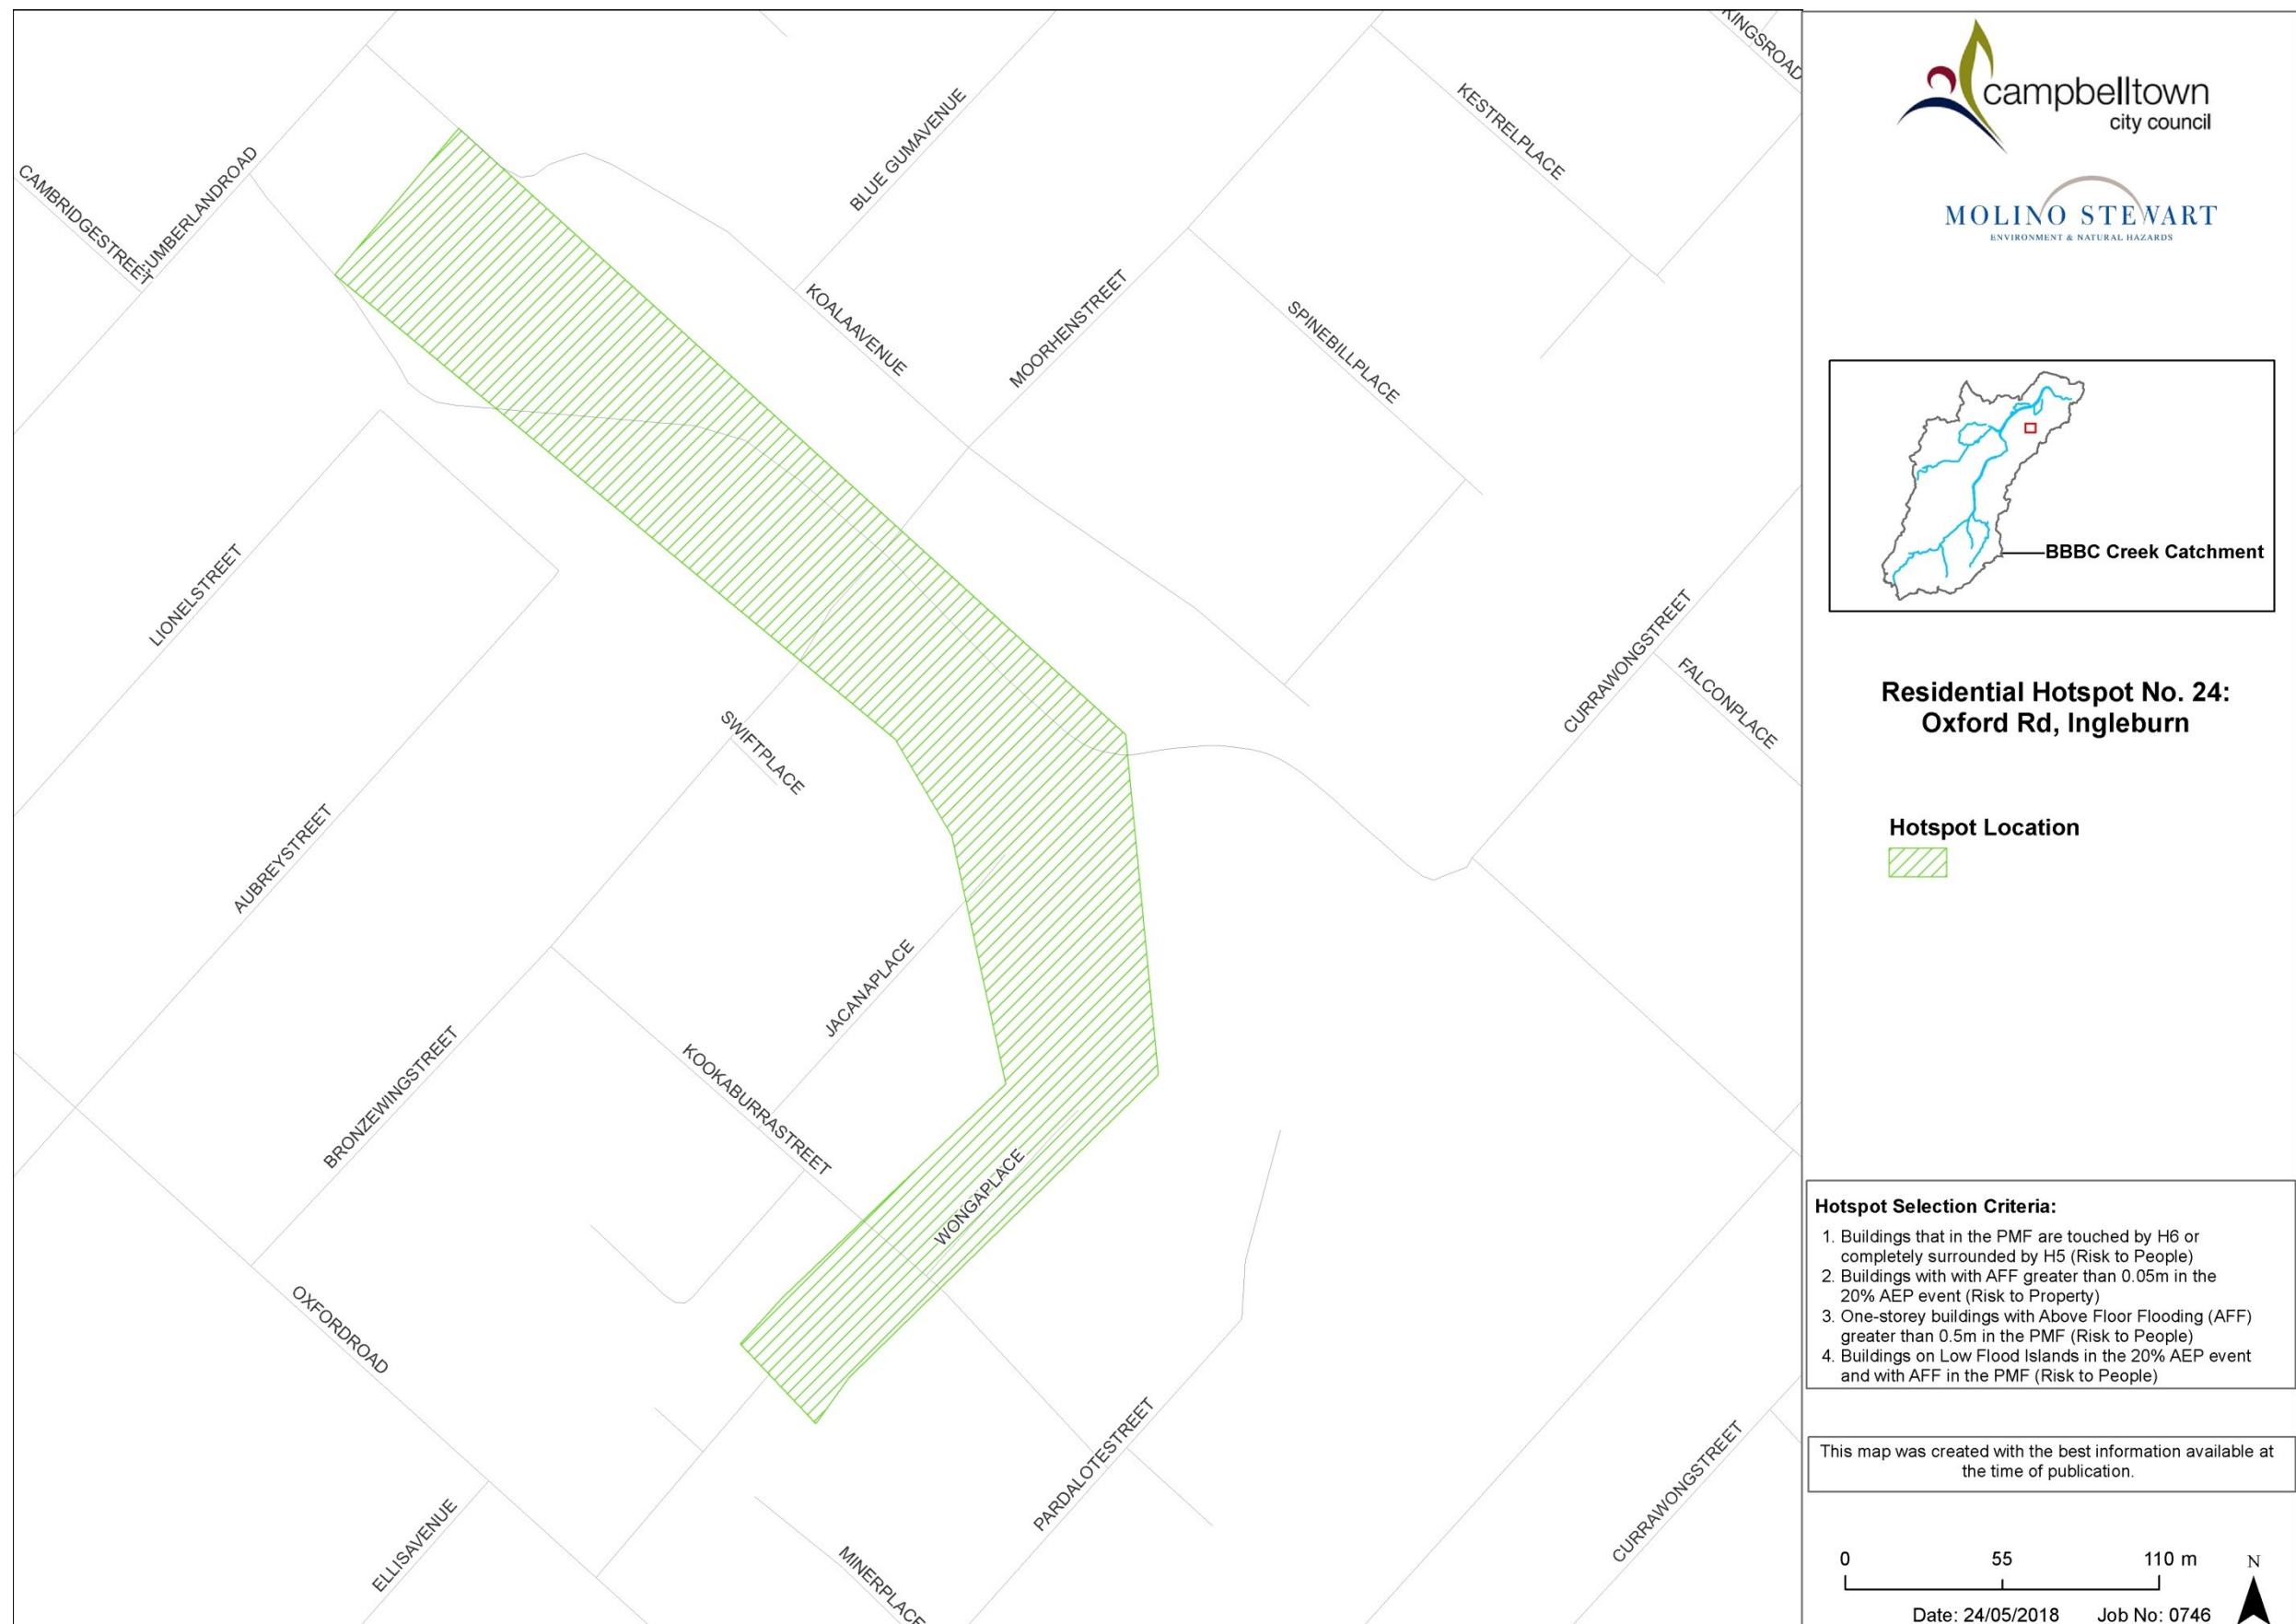 KINGSROAD
BLUE GUMAVENUE
KESTRELPLACE
CAMBRIDGESTREET
UMBERLANDROAD
KOALAAVENUE
MOORHENSTREET
SPINEBILLPLACE
LIONELSTREET
CURRAWONGSTREET
FALCONPLACE
SWIFTPLACE
AUBREYSTREET
JACANAPLACE
BRONZEWINGSTREET
KOOKABURRASTREET
WONGAPLACE
OXFORDROAD
PARDALOTESTREET
CURRAWONGSTREET
ELLISAVENUE
MINERPLACE
campbelltown
city council
MOLINO STEWART
ENVIRONMENT & NATURAL HAZARDS
BBBC Creek Catchment
Residential Hotspot No. 24:
Oxford Rd, Ingleburn
Hotspot Location
Hotspot Selection Criteria:
1. Buildings that in the PMF are touched by H6 or
completely surrounded by H5 (Risk to People)
2. Buildings with with AFF greater than 0.05m in the
20% AEP event (Risk to Property)
3. One-storey buildings with Above Floor Flooding (AFF)
greater than 0.5m in the PMF (Risk to People)
4. Buildings on Low Flood Islands in the 20% AEP event
and with AFF in the PMF (Risk to People)
This map was created with the best information available at
the time of publication.
0 55 110 m N
Date: 24/05/2018 Job No: 0746